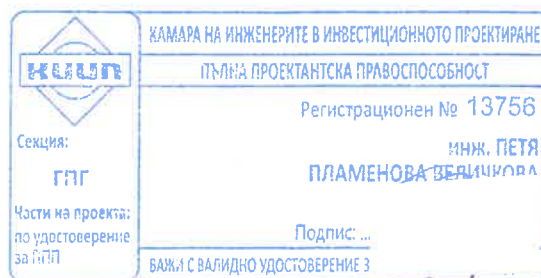 КАМАРА НА ИНЖЕНЕРИТЕ В ИНВЕСТИЦИОННОТО ПРОЕКТИРАНЕ
КИИП
ПЪЛНА ПРОЕКТАНТСКА ПРАВОСПОСОБНОСТ
Регистрационен № 13756
Секция:
ГПГ
инж. ПЕТЯ
ПЛАМЕНОВА ВЕЛИЧКОВА
Части на проекта:
по удостоверение
за ППП
Подпис: ...
ВАЖИ С ВАЛИДНО УДОСТОВЕРЕНИЕ З